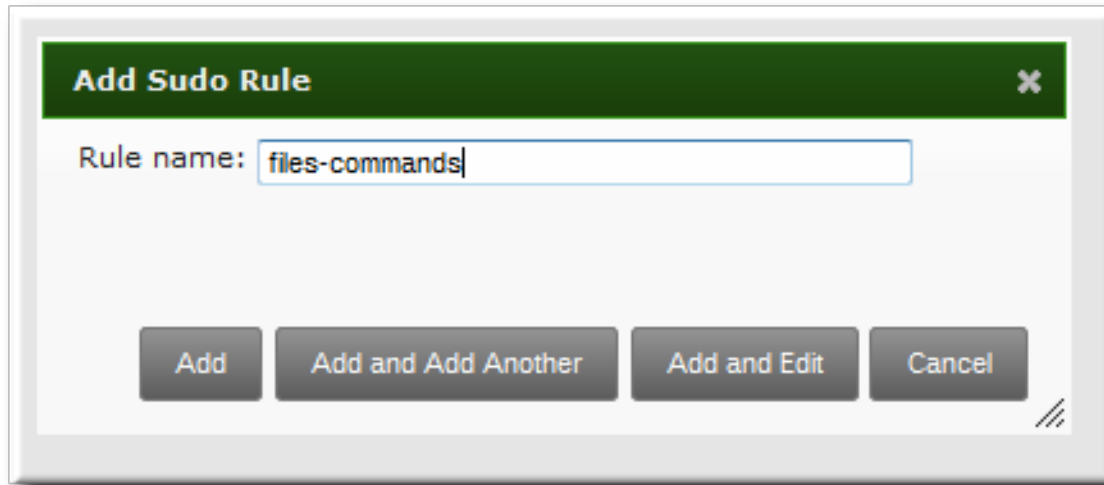 Add Sudo Rule
Rule name: files-commands
Add Add and Add Another Add and Edit Cancel